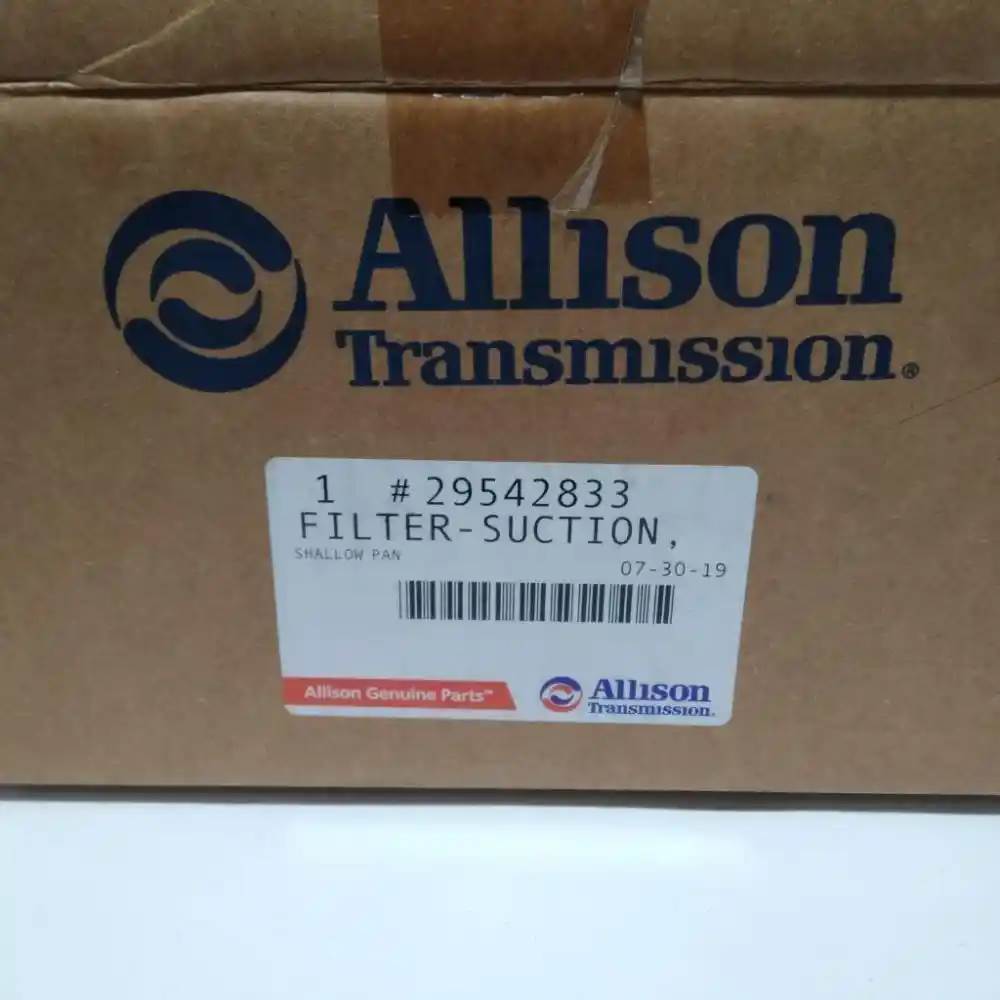 Allison
Transmission®
1 #29542833
FILTER-SUCTION,
SHALLOW PAN
07-30-19
Allison Genuine Parts™
Allison
Transmission.